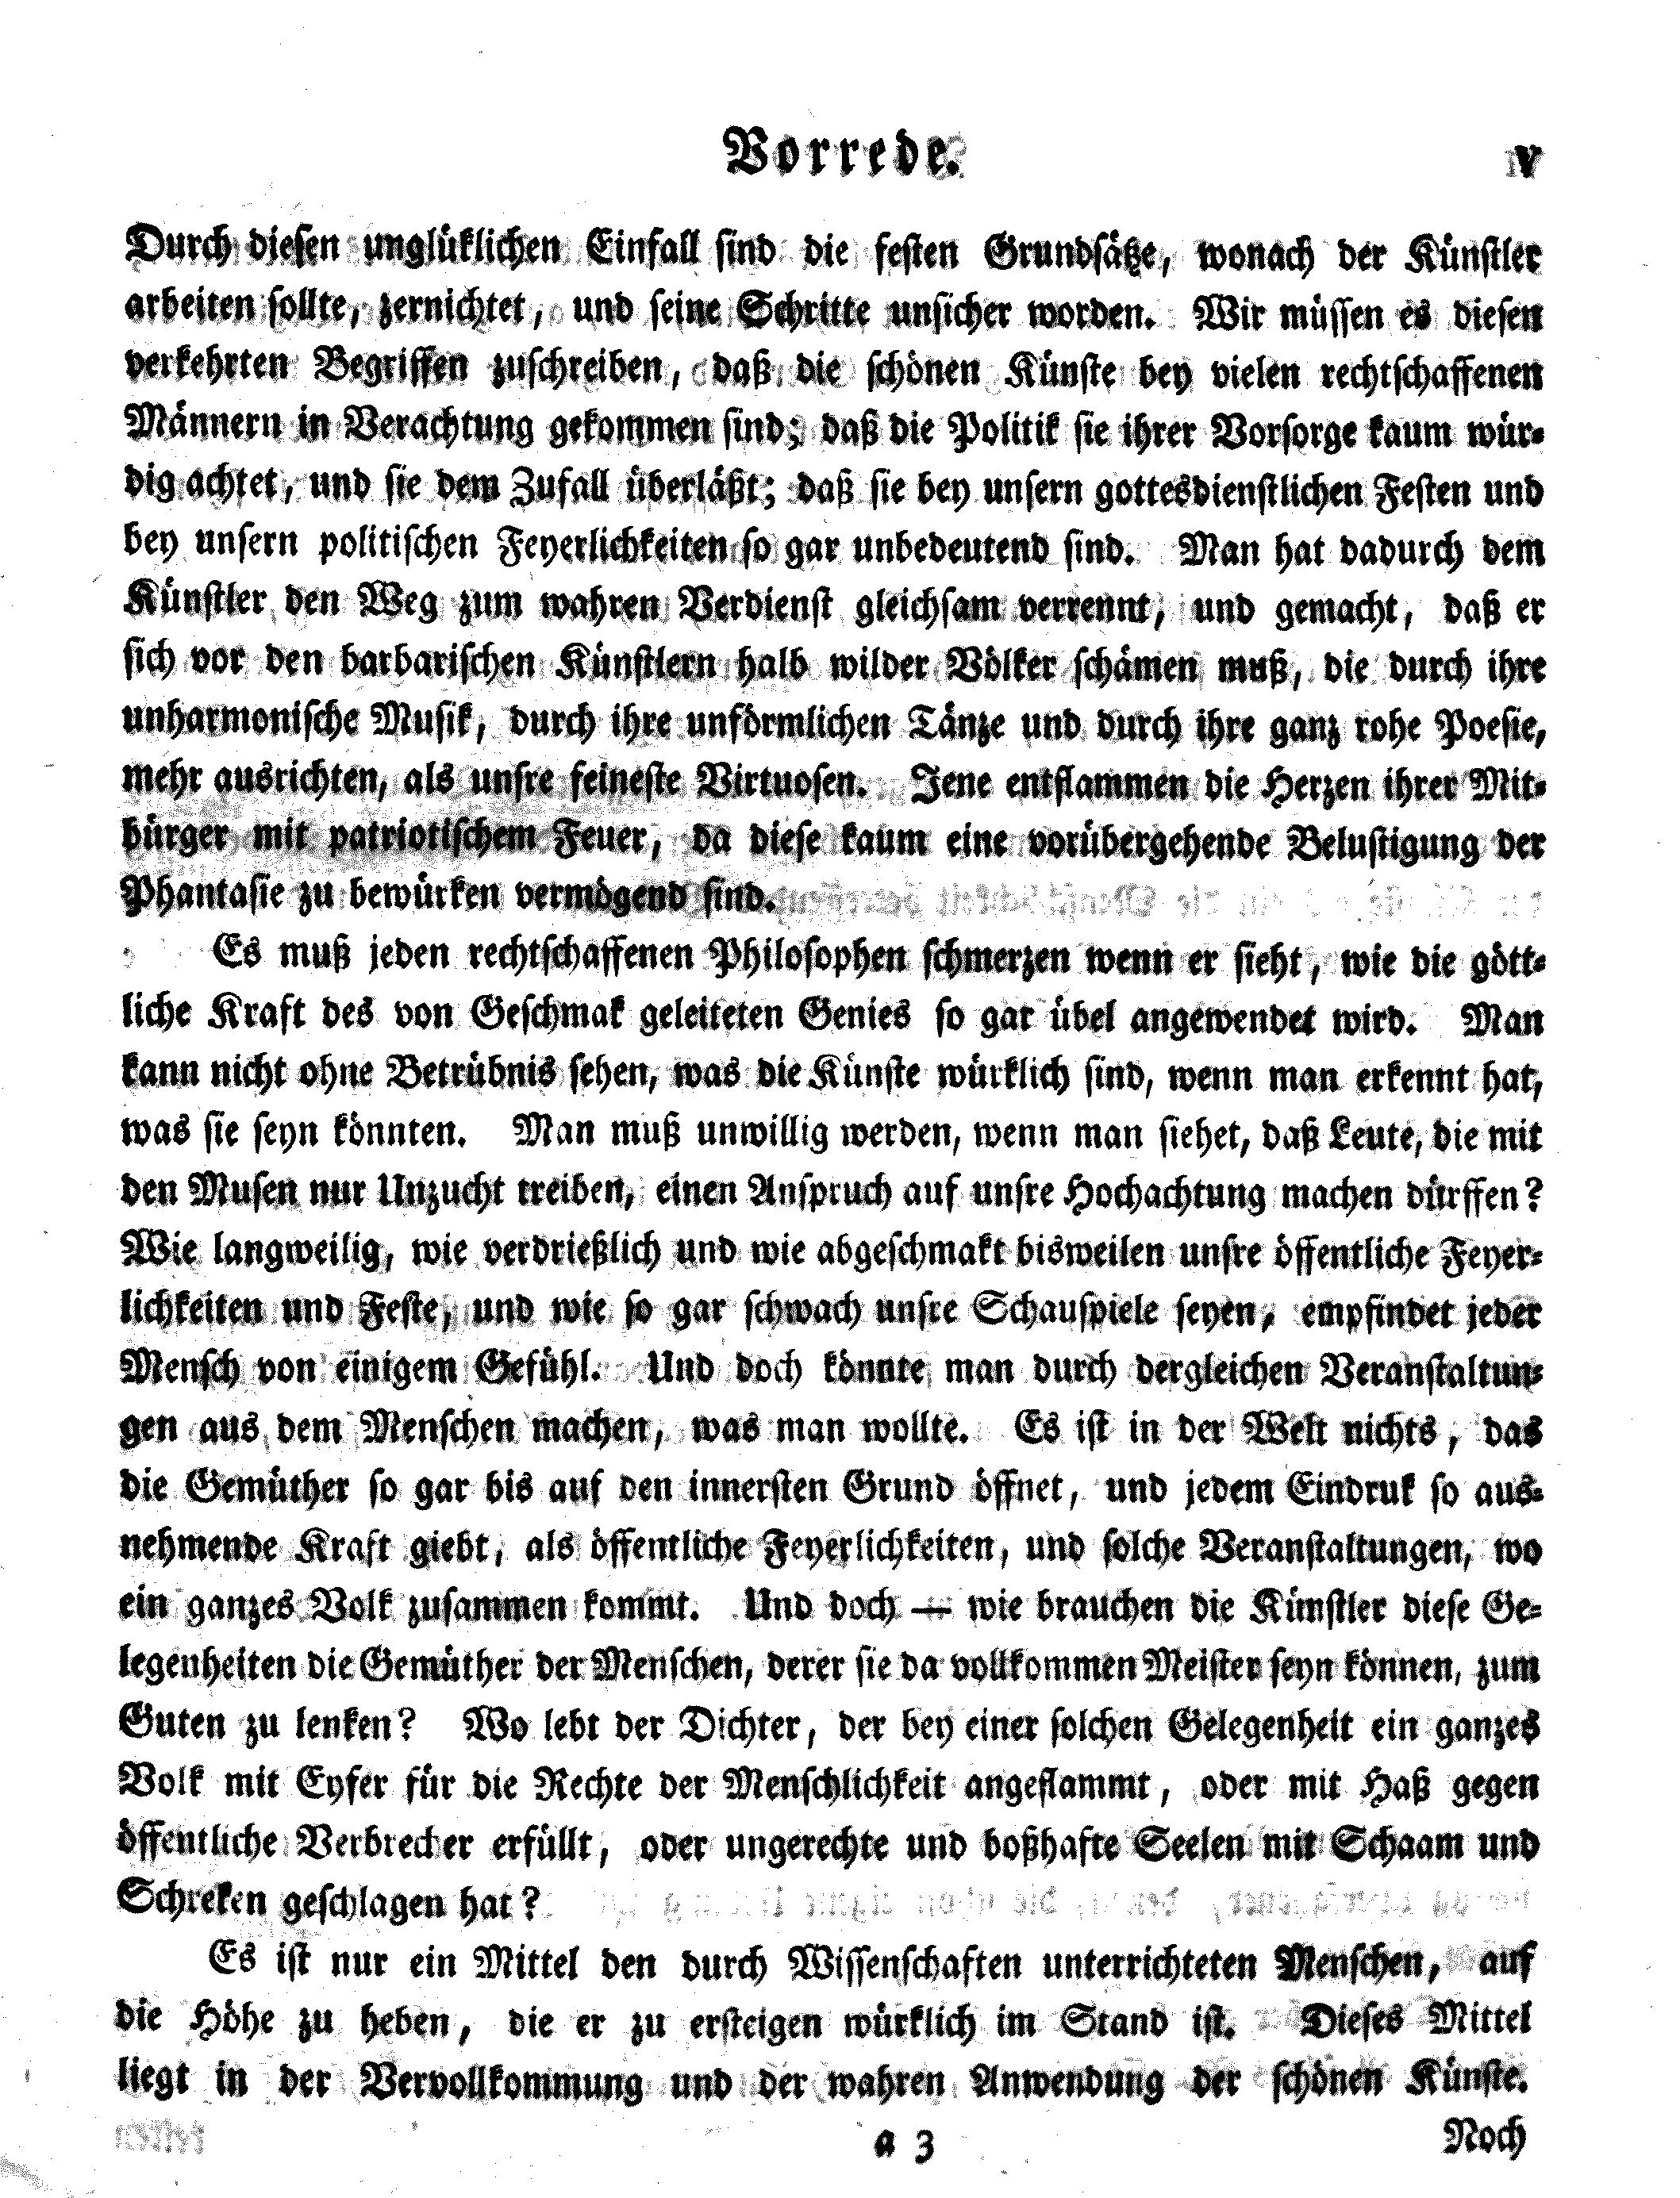 Vorrede.
V
Durch diesen unglüklichen Einfall sind die festen Grundsätze, wonach der Künstler
arbeiten sollte, zernichtet, und seine Schritte unsicher worden. Wir müssen es diesen
verkehrten Begriffen zuschreiben, daß die schönen Künste bey vielen rechtschaffenen
Männern in Verachtung gekommen sind; daß die Politik sie ihrer Vorsorge kaum wür-
dig achtet, und sie dem Zufall überläßt; daß sie bey unsern gottesdienstlichen Festen und
bey unsern politischen Feyerlichkeiten so gar unbedeutend sind. Man hat dadurch dem
Künstler den Weg zum wahren Verdienst gleichsam verrennt, und gemacht, daß er
sich vor den barbarischen Künstlern halb wilder Völker schämen muß, die durch ihre
unharmonische Musik, durch ihre unförmlichen Tänze und durch ihre ganz rohe Poesie,
mehr ausrichten, als unsre feineste Virtuosen. Jene entflammen die Herzen ihrer Mit-
bürger mit patriotischem Feuer, da diese kaum eine vorübergehende Belustigung der
Phantasie zu bewürken vermögend sind.
Es muß jeden rechtschaffenen Philosophen schmerzen wenn er sieht, wie die gött-
liche Kraft des von Geschmak geleiteten Genies so gar übel angewendet wird. Man
kann nicht ohne Betrübnis sehen, was die Künste würklich sind, wenn man erkennt hat,
was sie seyn könnten. Man muß unwillig werden, wenn man siehet, daß Leute, die mit
den Musen nur Unzucht treiben, einen Anspruch auf unsre Hochachtung machen dürffen?
Wie langweilig, wie verdrießlich und wie abgeschmakt bisweilen unsre öffentliche Feyer-
lichkeiten und Feste, und wie so gar schwach unsre Schauspiele seyen, empfindet jeder
Mensch von einigem Gefühl. Und doch könnte man durch dergleichen Veranstaltun-
gen aus dem Menschen machen, was man wollte. Es ist in der Welt nichts, das
die Gemüther so gar bis auf den innersten Grund öffnet, und jedem Eindruk so aus-
nehmende Kraft giebt, als öffentliche Feyerlichkeiten, und solche Veranstaltungen, wo
ein ganzes Volk zusammen kommt. Und doch — wie brauchen die Künstler diese Ge-
legenheiten die Gemüther der Menschen, derer sie da vollkommen Meister seyn können, zum
Guten zu lenken? Wo lebt der Dichter, der bey einer solchen Gelegenheit ein ganzes
Volk mit Eyfer für die Rechte der Menschlichkeit angeflammt, oder mit Haß gegen
öffentliche Verbrecher erfüllt, oder ungerechte und boßhafte Seelen mit Schaam und
Schreken geschlagen hat?
Es ist nur ein Mittel den durch Wissenschaften unterrichteten Menschen, auf
die Höhe zu heben, die er zu ersteigen würklich im Stand ist. Dieses Mittel
liegt in der Vervollkommung und der wahren Anwendung der schönen Künste.
a 3
Noch